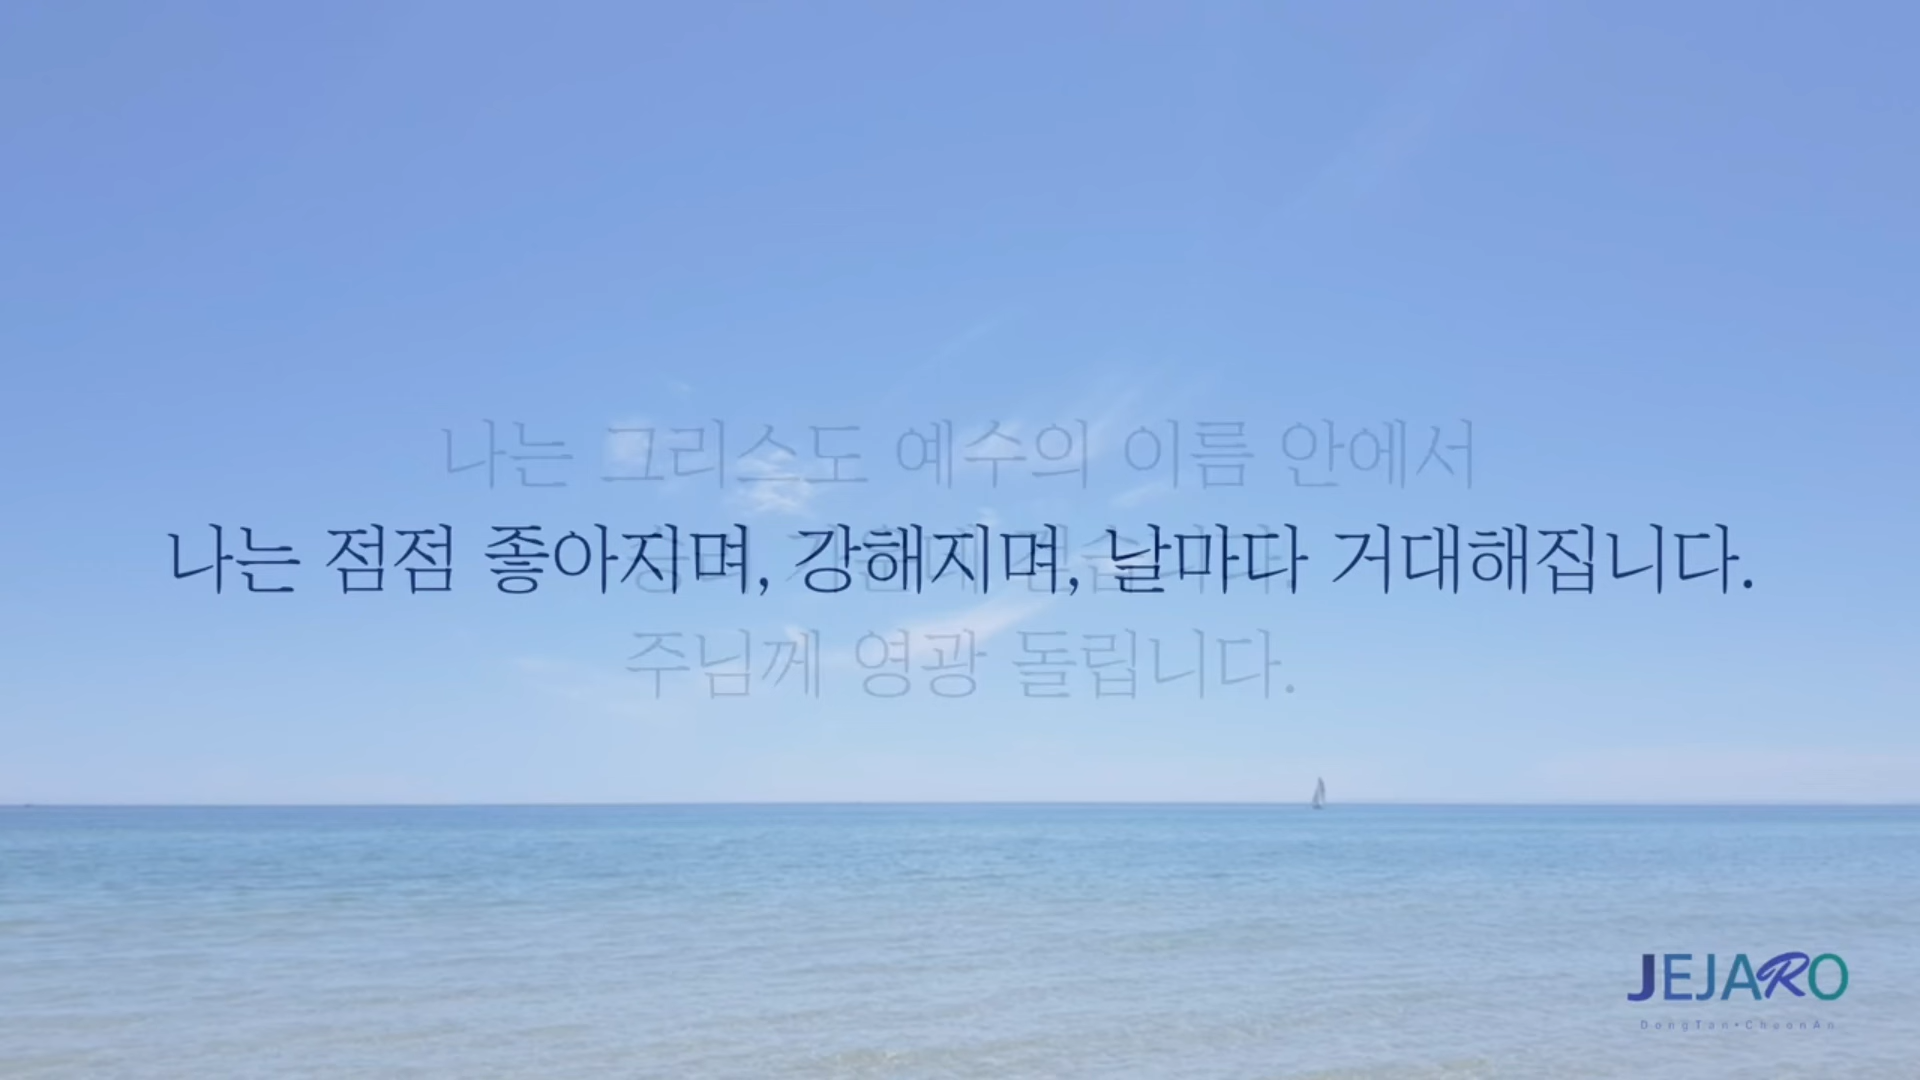 나는 그리스도 예수의 이름 안에서
나는 점점 좋아지며, 강해지며, 날마다 거대해집니다.
주님께 영광 돌립니다.
JEJARO
DongTan•CheonAn